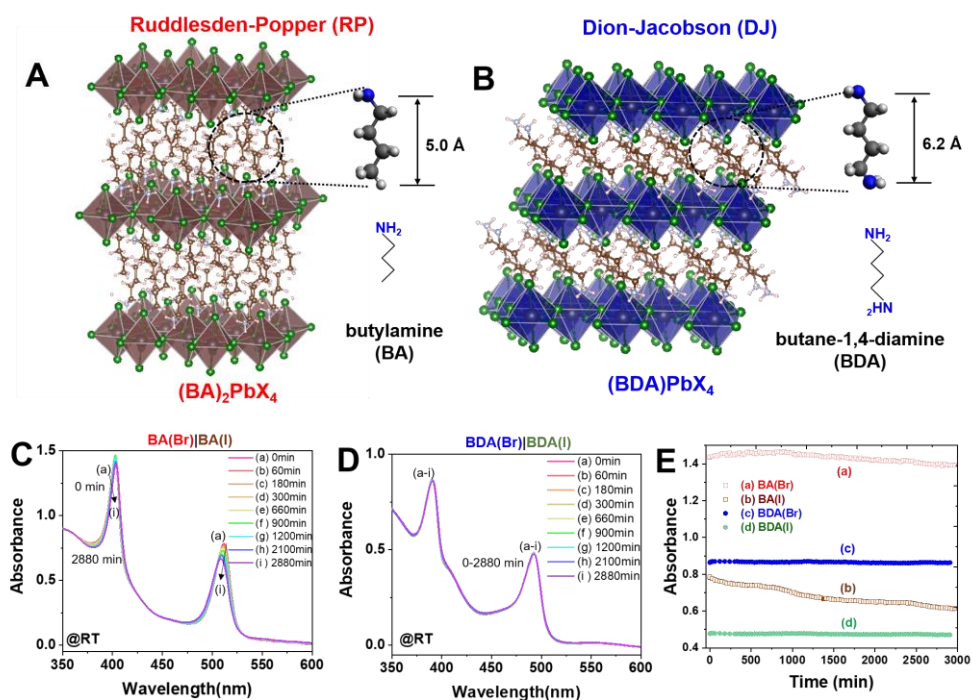 Ruddlesden-Popper (RP)
Dion-Jacobson (DJ)
A
5.0 Å
NH₂
butylamine
(BA)
(BA)₂PbX₄
B
6.2 Å
NH₂
₂HN
butane-1,4-diamine
(BDA)
(BDA)PbX₄
C
BA(Br)|BA(I)
Absorbance
1.5
1.0
0.5
0.0
(a)
0 min
(i)
2880 min
(a)
(i)
(a) 0min
(b) 60min
(c) 180min
(d) 300min
(e) 660min
(f) 900min
(g) 1200min
(h) 2100min
(i) 2880min
@RT
350 400 450 500 550 600
Wavelength(nm)
D
BDA(Br)|BDA(I)
Absorbance
1.0
0.5
0.0
(a-i)
(a-i)
0-2880 min
(a) 0min
(b) 60min
(c) 180min
(d) 300min
(e) 660min
(f) 900min
(g) 1200min
(h) 2100min
(i) 2880min
@RT
350 400 450 500 550 600
Wavelength(nm)
E
Absorbance
1.4
1.2
1.0
0.8
0.6
0.4
(a)
(a) BA(Br)
(b) BA(I)
(c) BDA(Br)
(d) BDA(I)
(c)
(b)
(d)
0 500 1000 1500 2000 2500 3000
Time (min)